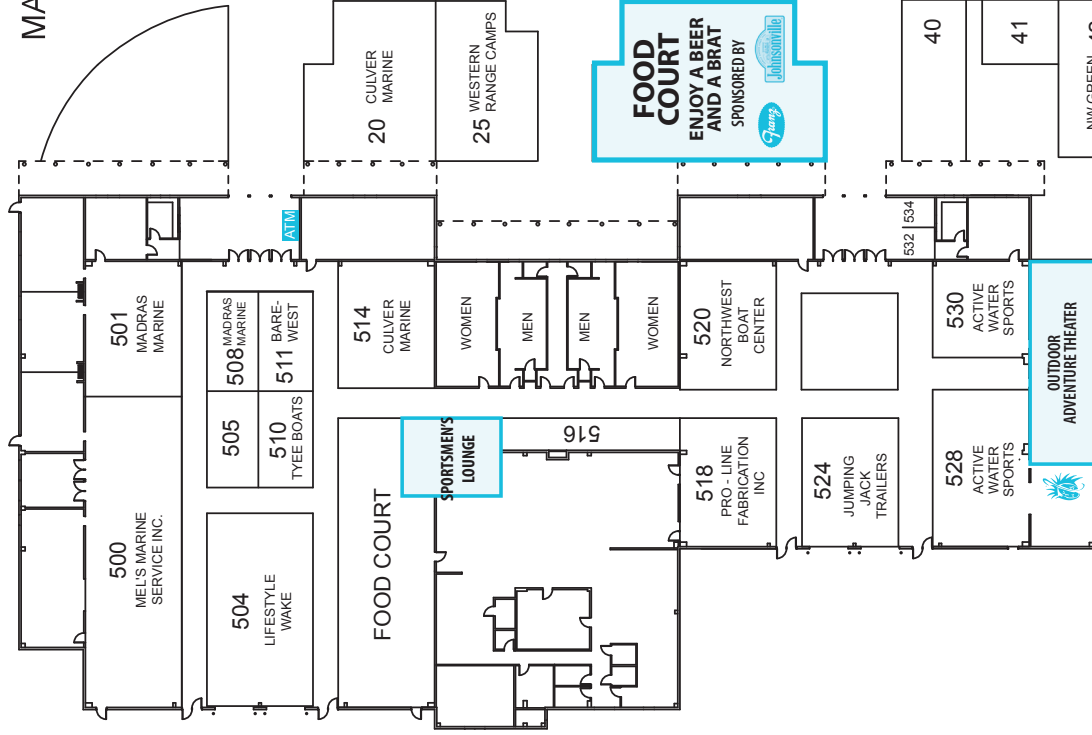 MA
20 CULVER
MARINE
25 WESTERN
RANGE CAMPS
FOOD
COURT
ENJOY A BEER
AND A BRAT
SPONSORED BY
Franz
Johnsonville
40
41
ATM
532 534
501
MADRAS
MARINE
508 MADRAS
MARINE
511 BARE-
WEST
514
CULVER
MARINE
WOMEN
MEN
MEN
WOMEN
520
NORTHWEST
BOAT
CENTER
530
ACTIVE
WATER
SPORTS
OUTDOOR
ADVENTURE THEATER
505
510
TYEE BOATS
SPORTSMEN'S
LOUNGE
516
500
MEL'S MARINE
SERVICE INC.
504
LIFESTYLE
WAKE
FOOD COURT
518
PRO - LINE
FABRICATION
INC
524
JUMPING
JACK
TRAILERS
528
ACTIVE
WATER
SPORTS